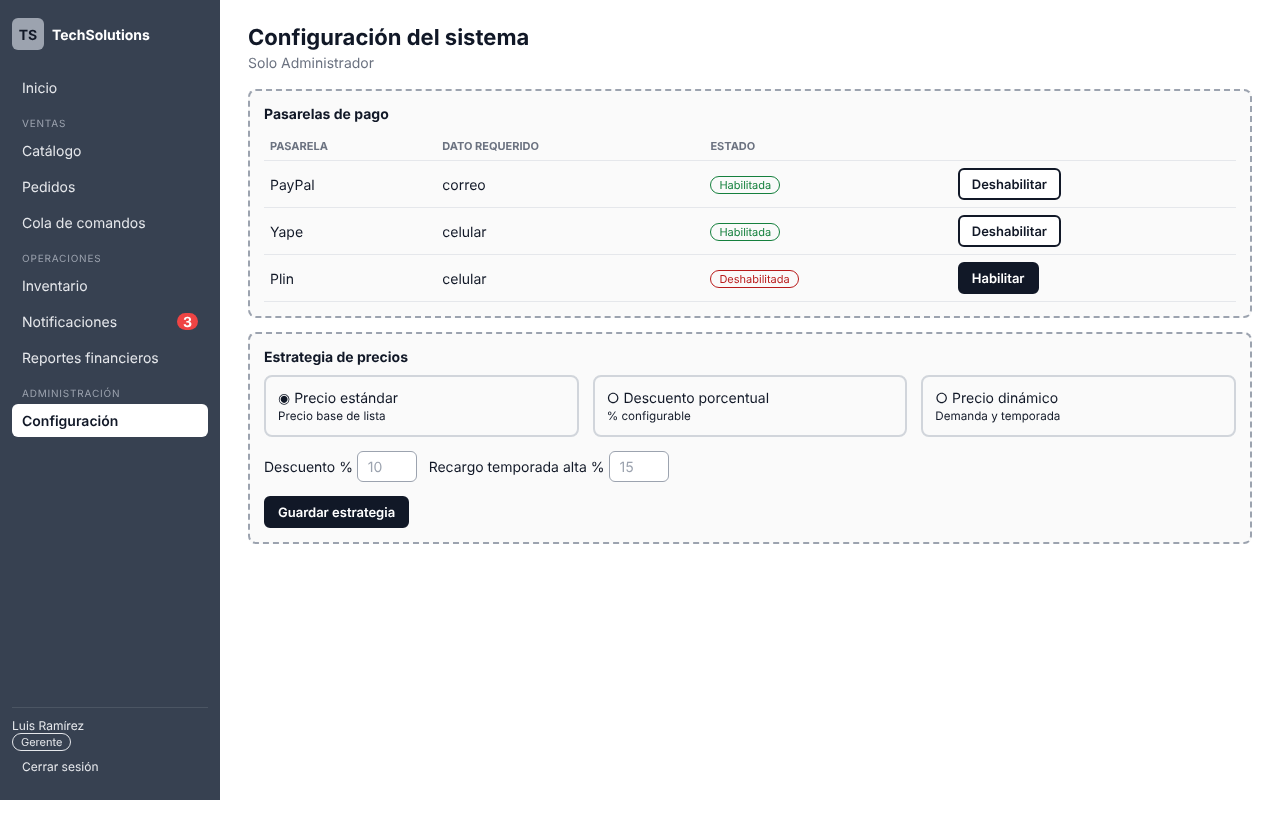 TS TechSolutions
Inicio
VENTAS
Catálogo
Pedidos
Cola de comandos
OPERACIONES
Inventario
Notificaciones 3
Reportes financieros
ADMINISTRACIÓN
Configuración
Luis Ramírez
Gerente
Cerrar sesión
Configuración del sistema
Solo Administrador
Pasarelas de pago
PASARELA DATO REQUERIDO ESTADO
PayPal correo Habilitada Deshabilitar
Yape celular Habilitada Deshabilitar
Plin celular Deshabilitada Habilitar
Estrategia de precios
◉ Precio estándar
Precio base de lista
○ Descuento porcentual
% configurable
○ Precio dinámico
Demanda y temporada
Descuento % 10 Recargo temporada alta % 15
Guardar estrategia